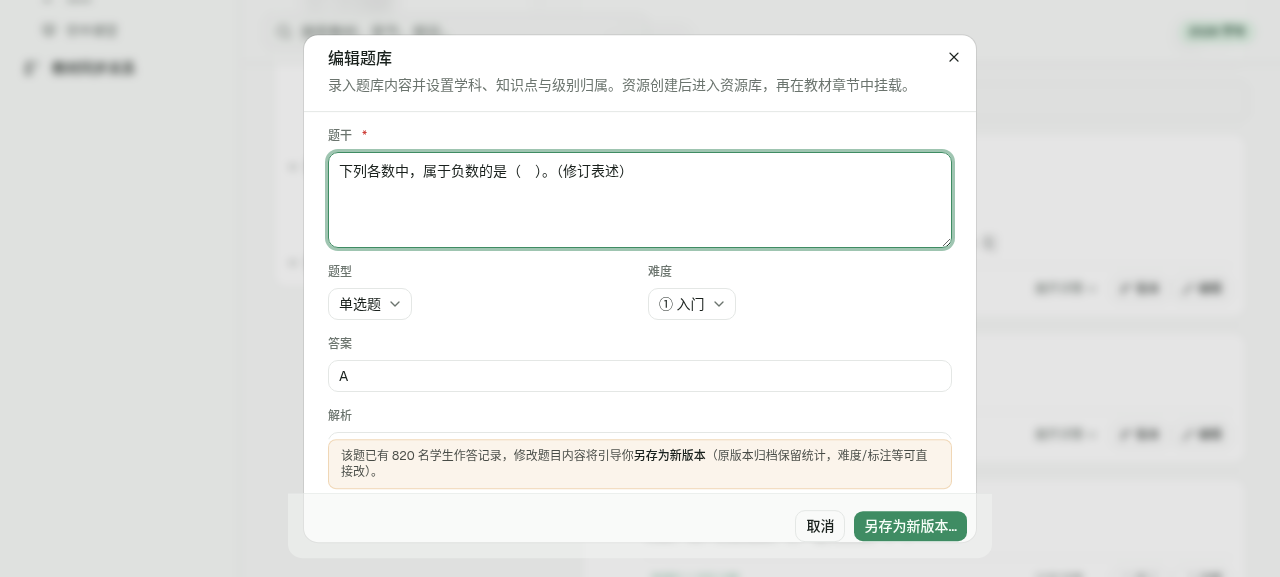 编辑题库
录入题库内容并设置学科、知识点与级别归属。资源创建后进入资源库，再在教材章节中挂载。
题干 *
下列各数中，属于负数的是（　）。（修订表述）
题型
难度
单选题
① 入门
答案
A
解析
该题已有 820 名学生作答记录，修改题目内容将引导你另存为新版本（原版本归档保留统计，难度/标注等可直
接改）。
取消
另存为新版本…